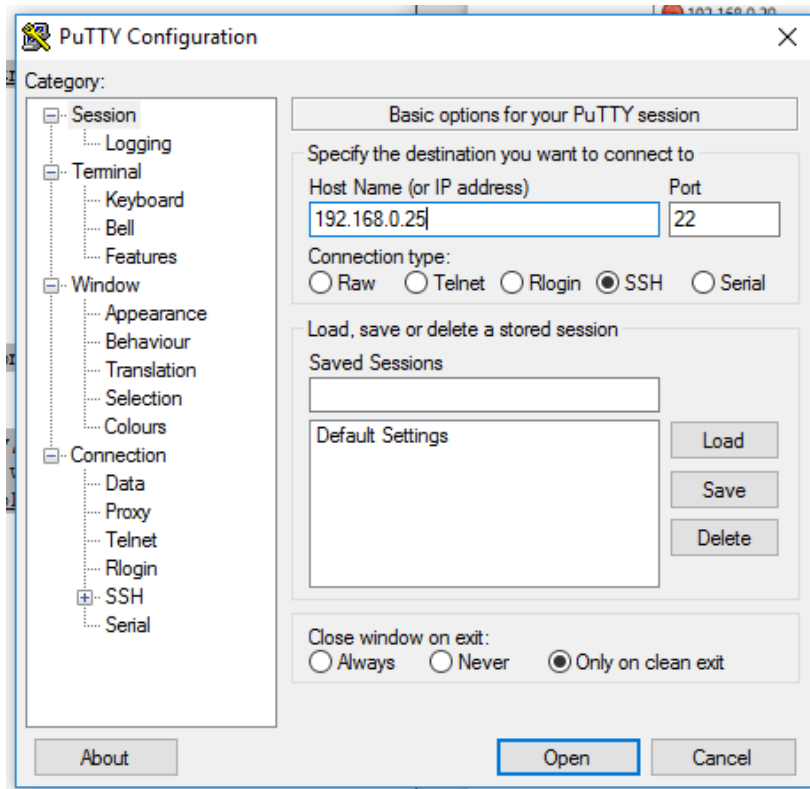 192.168.0.20
PuTTY Configuration
Category:
Session
Logging
Terminal
Keyboard
Bell
Features
Window
Appearance
Behaviour
Translation
Selection
Colours
Connection
Data
Proxy
Telnet
Rlogin
SSH
Serial
Basic options for your PuTTY session
Specify the destination you want to connect to
Host Name (or IP address) Port
192.168.0.25 22
Connection type:
Raw Telnet Rlogin SSH Serial
Load, save or delete a stored session
Saved Sessions
Default Settings
Load
Save
Delete
Close window on exit:
Always Never Only on clean exit
About Open Cancel